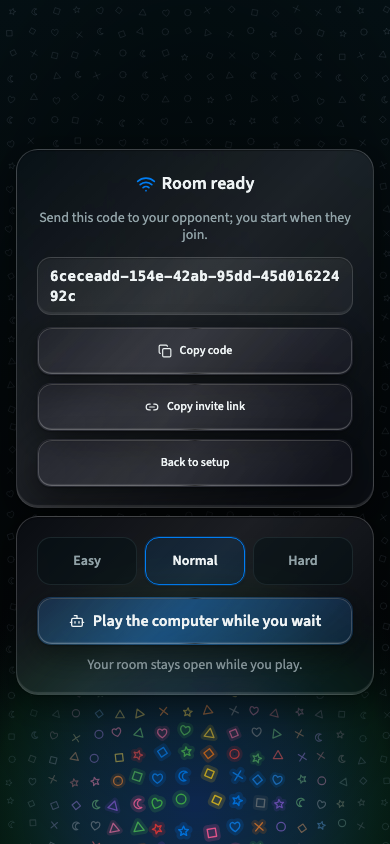 Room ready
Send this code to your opponent; you start when they
join.
6ceceadd-154e-42ab-95dd-45d016224
92c
Copy code
Copy invite link
Back to setup
Easy
Normal
Hard
Play the computer while you wait
Your room stays open while you play.